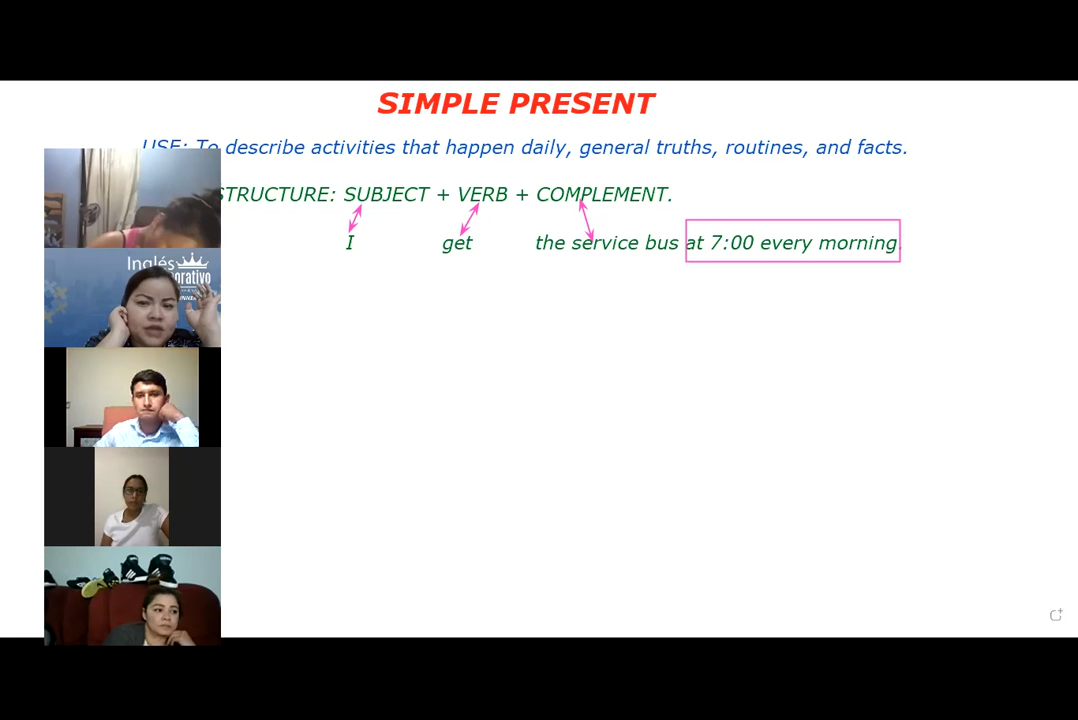 SIMPLE PRESENT
USE: To describe activities that happen daily, general truths, routines, and facts.
STRUCTURE: SUBJECT + VERB + COMPLEMENT.
I get the service bus at 7:00 every morning.
Inglés